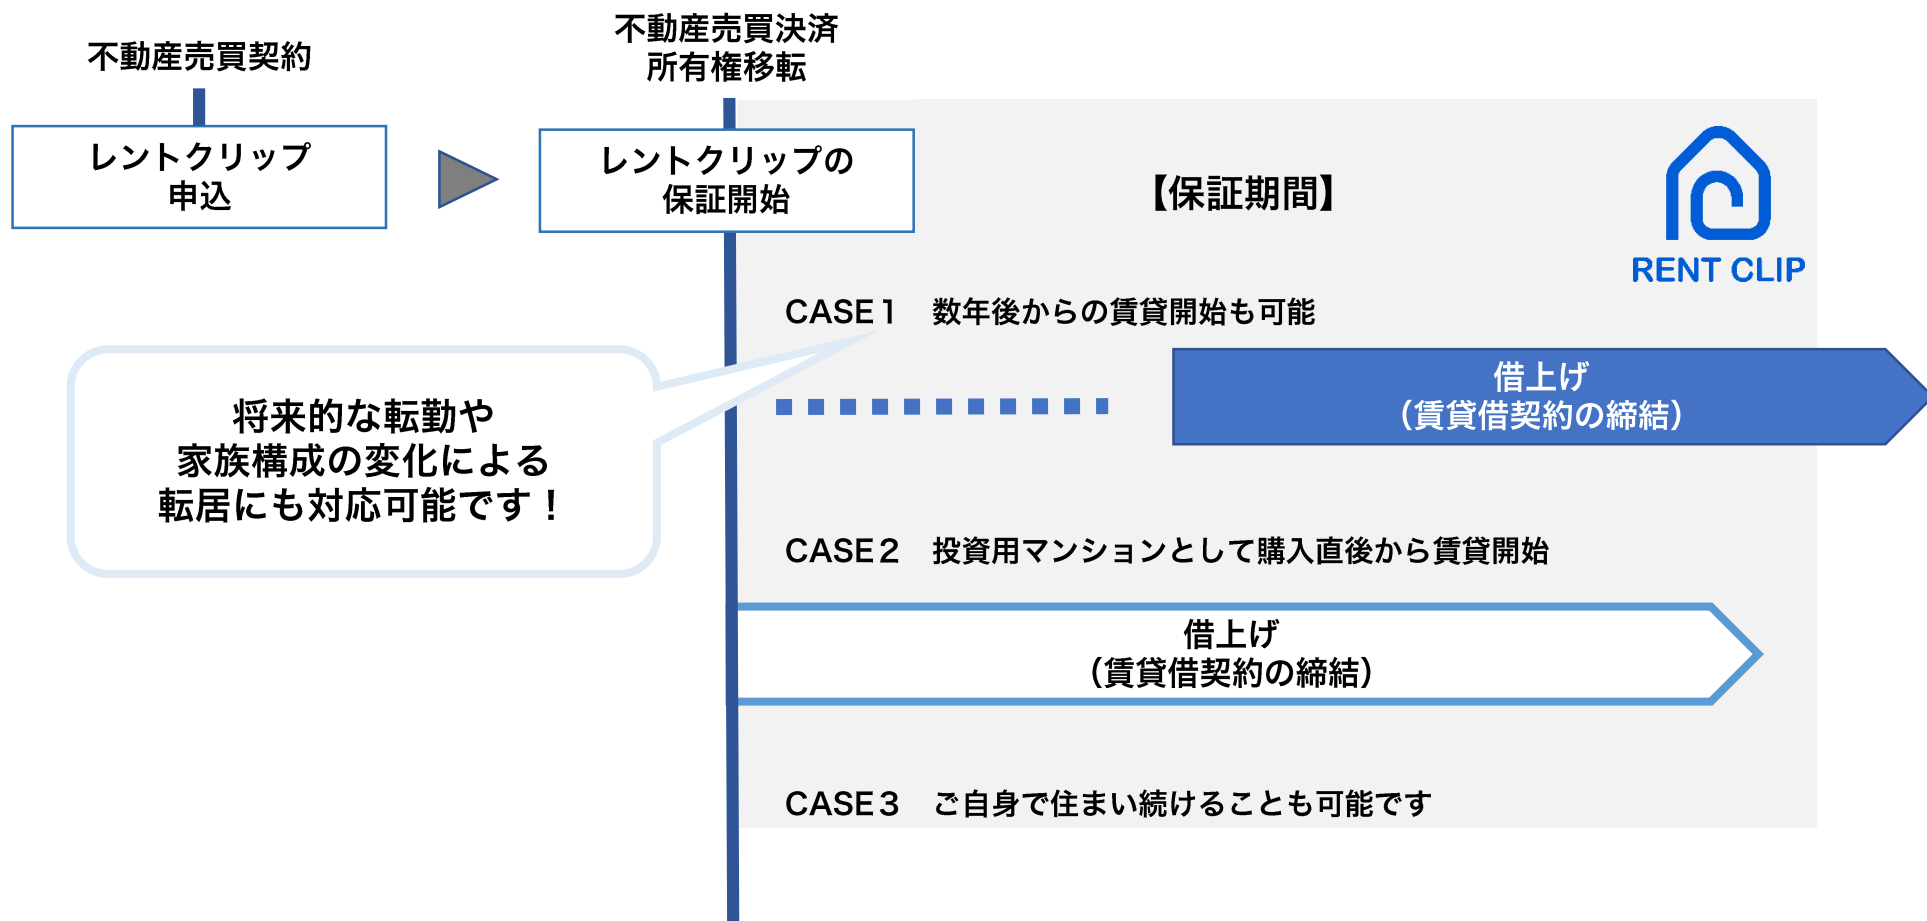 不動産売買契約
レントクリップ
申込
不動産売買決済
所有権移転
レントクリップの
保証開始
【保証期間】
RENT CLIP
CASE1 数年後からの賃貸開始も可能
借上げ
（賃貸借契約の締結）
将来的な転勤や
家族構成の変化による
転居にも対応可能です！
CASE2 投資用マンションとして購入直後から賃貸開始
借上げ
（賃貸借契約の締結）
CASE3 ご自身で住まい続けることも可能です